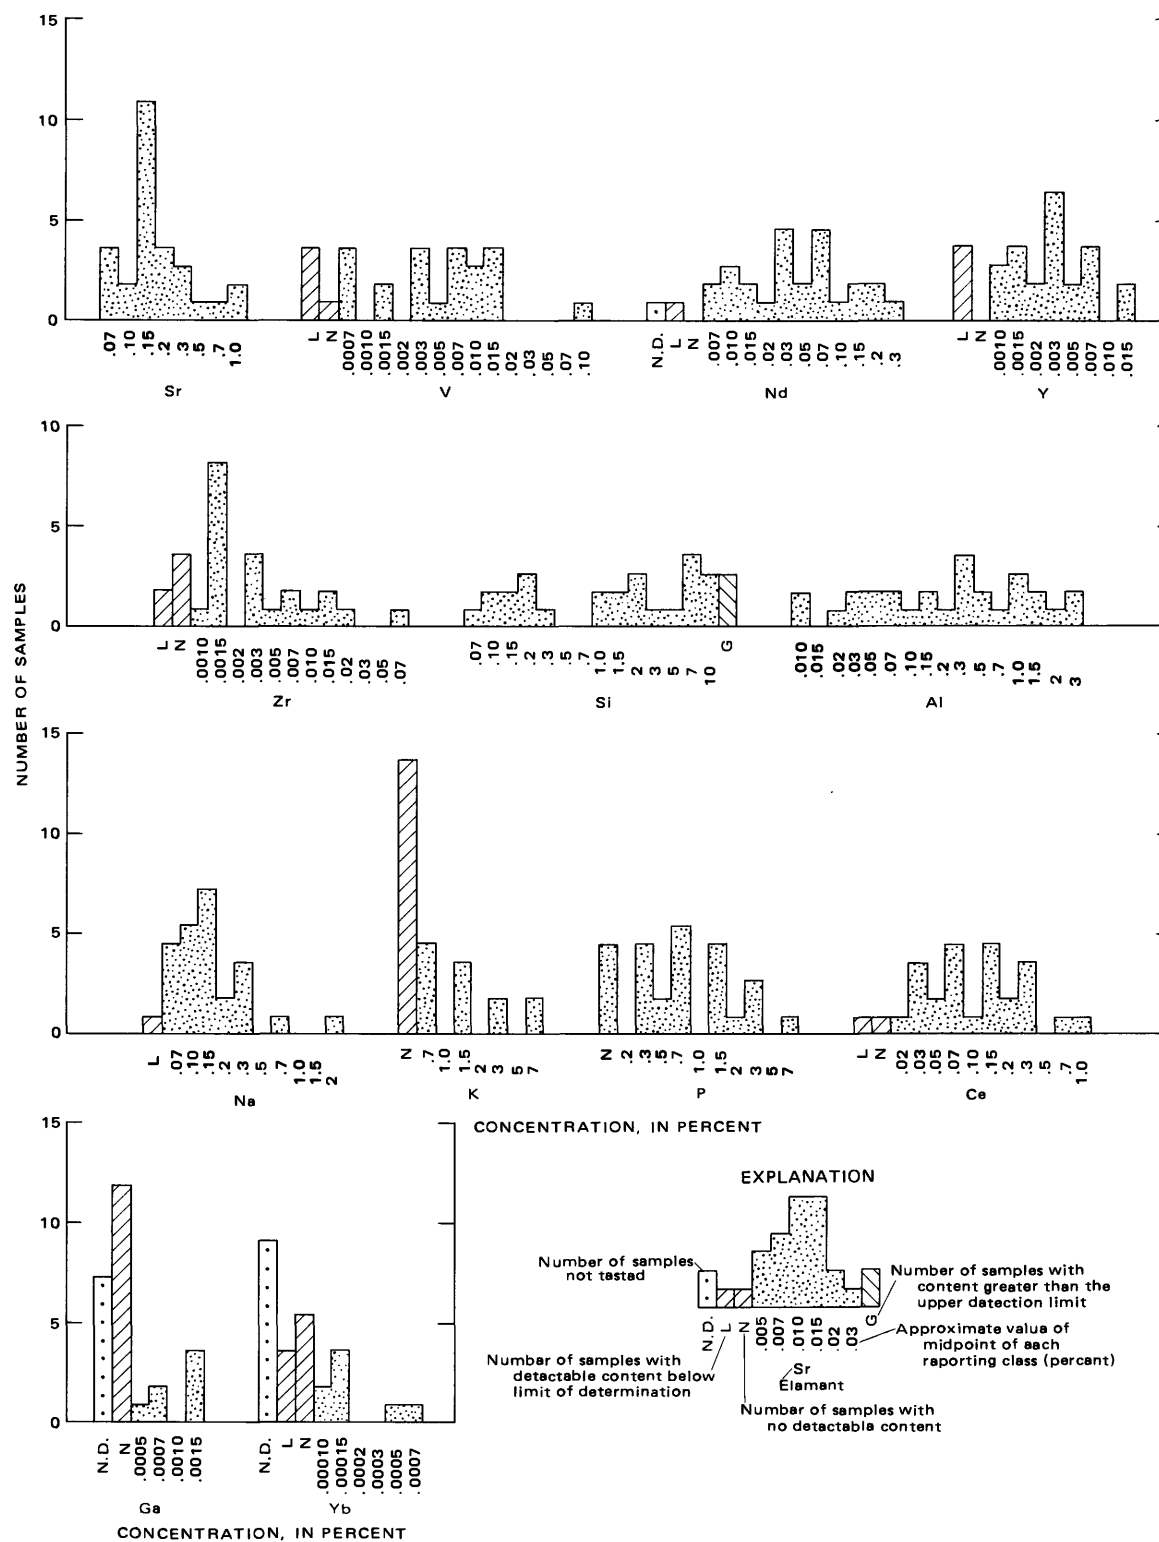 15
10
5
0
.07
.10
.15
.2
.3
.5
.7
1.0
Sr
L
N
.0007
.0010
.0015
.002
.003
.005
.007
.010
.015
.02
.03
.05
.07
.10
V
N.D.
L
N
.007
.010
.015
.02
.03
.05
.07
.10
.15
.2
.3
Nd
L
N
.0010
.0015
.002
.003
.005
.007
.010
.015
Y
NUMBER OF SAMPLES
10
5
0
L
N
.0010
.0015
.002
.003
.005
.007
.010
.015
.02
.03
.05
.07
Zr
.07
.10
.15
.2
.3
.5
.7
1.0
1.5
2
3
5
7
10
G
Si
.010
.015
.02
.03
.05
.07
.10
.15
.2
.3
.5
.7
1.0
1.5
2
3
Al
15
10
5
0
L
.07
.10
.15
.2
.3
.5
.7
1.0
1.5
2
Na
N
.7
1.0
1.5
2
3
5
7
K
N
.2
.3
.5
.7
1.0
1.5
2
3
5
7
P
L
N
.02
.03
.05
.07
.10
.15
.2
.3
.5
.7
1.0
Ce
CONCENTRATION, IN PERCENT
15
10
5
0
N.D.
N
.0005
.0007
.0010
.0015
Ga
N.D.
L
N
.00010
.00015
.0002
.0003
.0005
.0007
Yb
CONCENTRATION, IN PERCENT
EXPLANATION
Number of samples
not tastad
Number of samples with
content greater than the
upper datection limit
N.D.
L
N
.005
.007
.010
.015
.02
.03
G
Approximate value of
midpoint of each
reporting class (percent)
Numbar of samples with
detactabla content below
limit of determination
Sr
Elamant
Numbar of samples with
no datactabla content